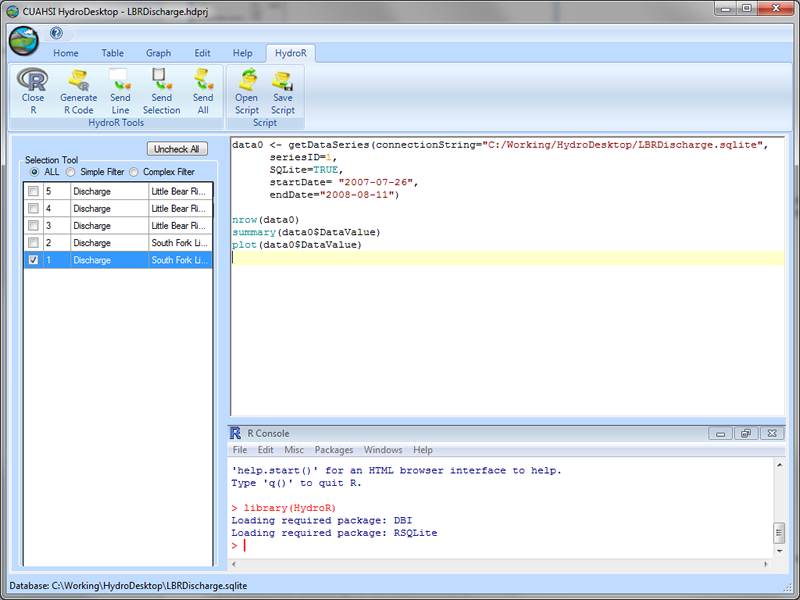 CUAHSI HydroDesktop - LBRDischarge.hdprj
Home Table Graph Edit Help HydroR
Close R
Generate R Code
Send Line
Send Selection
Send All
Open Script
Save Script
HydroR Tools
Script
Uncheck All
Selection Tool
ALL Simple Filter Complex Filter
5 Discharge Little Bear Ri...
4 Discharge Little Bear Ri...
3 Discharge Little Bear Ri...
2 Discharge South Fork Li...
1 Discharge South Fork Li...
data0 <- getDataSeries(connectionString="C:/Working/HydroDesktop/LBRDischarge.sqlite",
seriesID=1,
SQLite=TRUE,
startDate= "2007-07-26",
endDate="2008-08-11")
nrow(data0)
summary(data0$DataValue)
plot(data0$DataValue)
R Console
File Edit Misc Packages Windows Help
'help.start()' for an HTML browser interface to help.
Type 'q()' to quit R.
> library(HydroR)
Loading required package: DBI
Loading required package: RSQLite
>
Database: C:\Working\HydroDesktop\LBRDischarge.sqlite